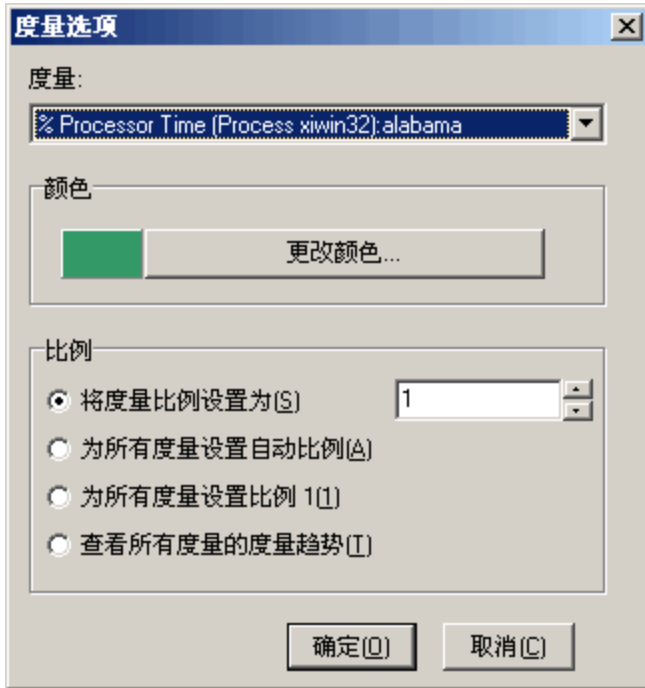 度量选项
度量:
% Processor Time (Process xiwin32):alabama
颜色
更改颜色...
比例
将度量比例设置为(S) 1
为所有度量设置自动比例(A)
为所有度量设置比例 1(1)
查看所有度量的度量趋势(T)
确定(O) 取消(C)